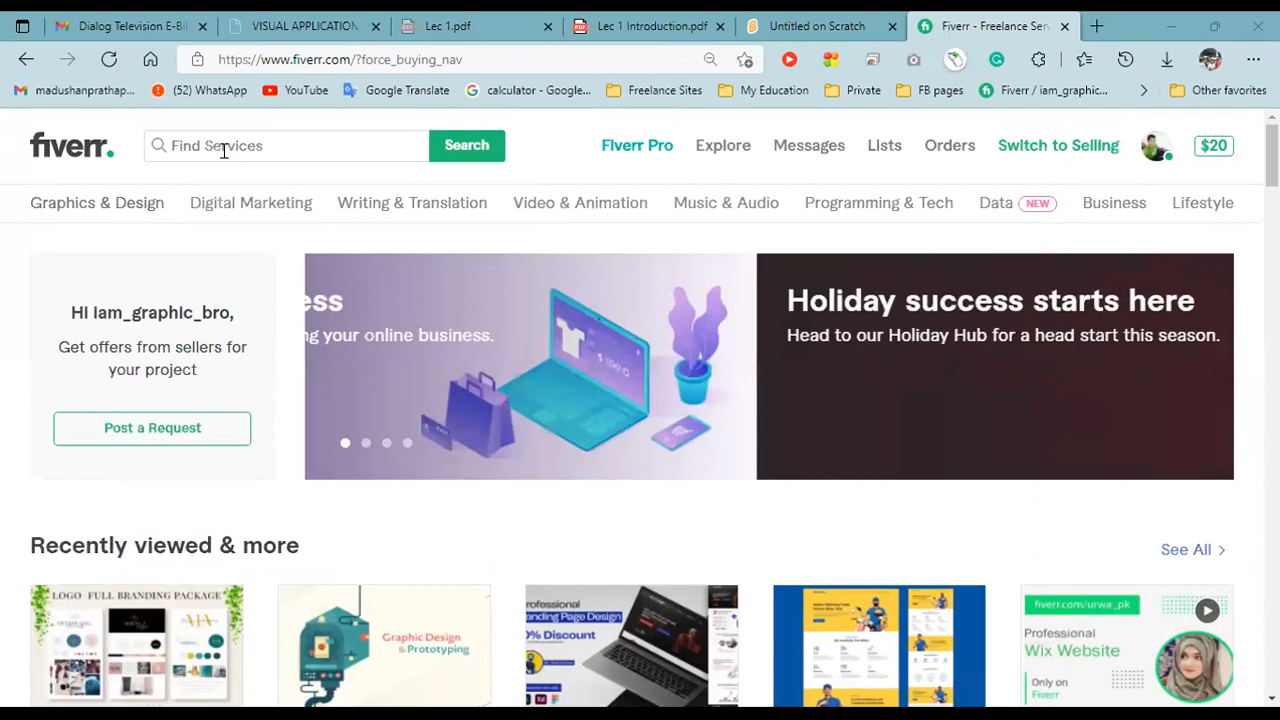 Dialog Television E-Bil
VISUAL APPLICATION
Lec 1.pdf
Lec 1 Introduction.pdf
Untitled on Scratch
Fiverr - Freelance Serv
https://www.fiverr.com/?force_buying_nav
madushanprathap...
(52) WhatsApp
YouTube
Google Translate
calculator - Google...
Freelance Sites
My Education
Private
FB pages
Fiverr / iam_graphic...
Other favorites
fiverr.
Find Services
Search
Fiverr Pro
Explore
Messages
Lists
Orders
Switch to Selling
$20
Graphics & Design
Digital Marketing
Writing & Translation
Video & Animation
Music & Audio
Programming & Tech
Data NEW
Business
Lifestyle
Hi iam_graphic_bro,
Get offers from sellers for
your project
Post a Request
ess
ng your online business.
Holiday success starts here
Head to our Holiday Hub for a head start this season.
Recently viewed & more
See All
LOGO FULL BRANDING PACKAGE
Graphic Design
& Prototyping
rofessional
anding Page Design
0% Discount
fiverr.com/urwa_pk
Professional
Wix Website
Only on
Fiverr